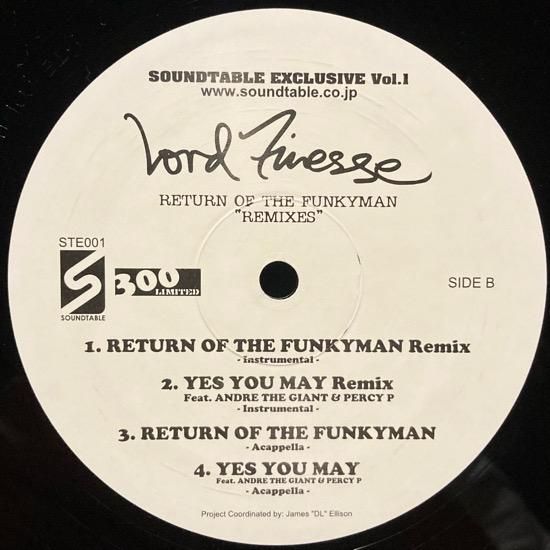 SOUNDTABLE EXCLUSIVE Vol.1
www.soundtable.co.jp
Lord Finesse
RETURN OF THE FUNKYMAN
"REMIXES"
STE001
S
SOUNDTABLE
300
LIMITED
SIDE B
1. RETURN OF THE FUNKYMAN Remix
- instrumental -
2. YES YOU MAY Remix
Feat. ANDRE THE GIANT & PERCY P
- Instrumental -
3. RETURN OF THE FUNKYMAN
- Acappella -
4. YES YOU MAY
Feat. ANDRE THE GIANT & PERCY P
- Acappella -
Project Coordinated by: James "DL" Ellison